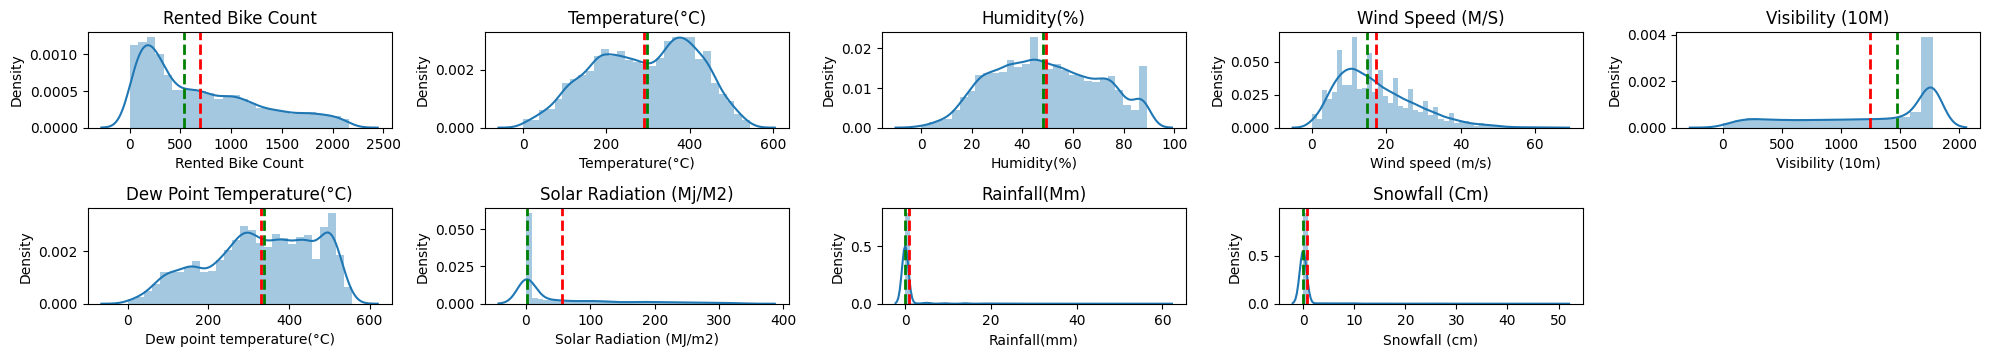 Rented Bike Count
Density
0.0010
0.0005
0.0000
0 500 1000 1500 2000 2500
Rented Bike Count
Temperature(°C)
Density
0.002
0.000
0 200 400 600
Temperature(°C)
Humidity(%)
Density
0.02
0.01
0.00
0 20 40 60 80 100
Humidity(%)
Wind Speed (M/S)
Density
0.050
0.025
0.000
0 20 40 60
Wind speed (m/s)
Visibility (10M)
Density
0.004
0.002
0.000
0 500 1000 1500 2000
Visibility (10m)
Dew Point Temperature(°C)
Density
0.002
0.000
0 200 400 600
Dew point temperature(°C)
Solar Radiation (Mj/M2)
Density
0.050
0.025
0.000
0 100 200 300 400
Solar Radiation (MJ/m2)
Rainfall(Mm)
Density
0.5
0.0
0 20 40 60
Rainfall(mm)
Snowfall (Cm)
Density
0.5
0.0
0 10 20 30 40 50
Snowfall (cm)